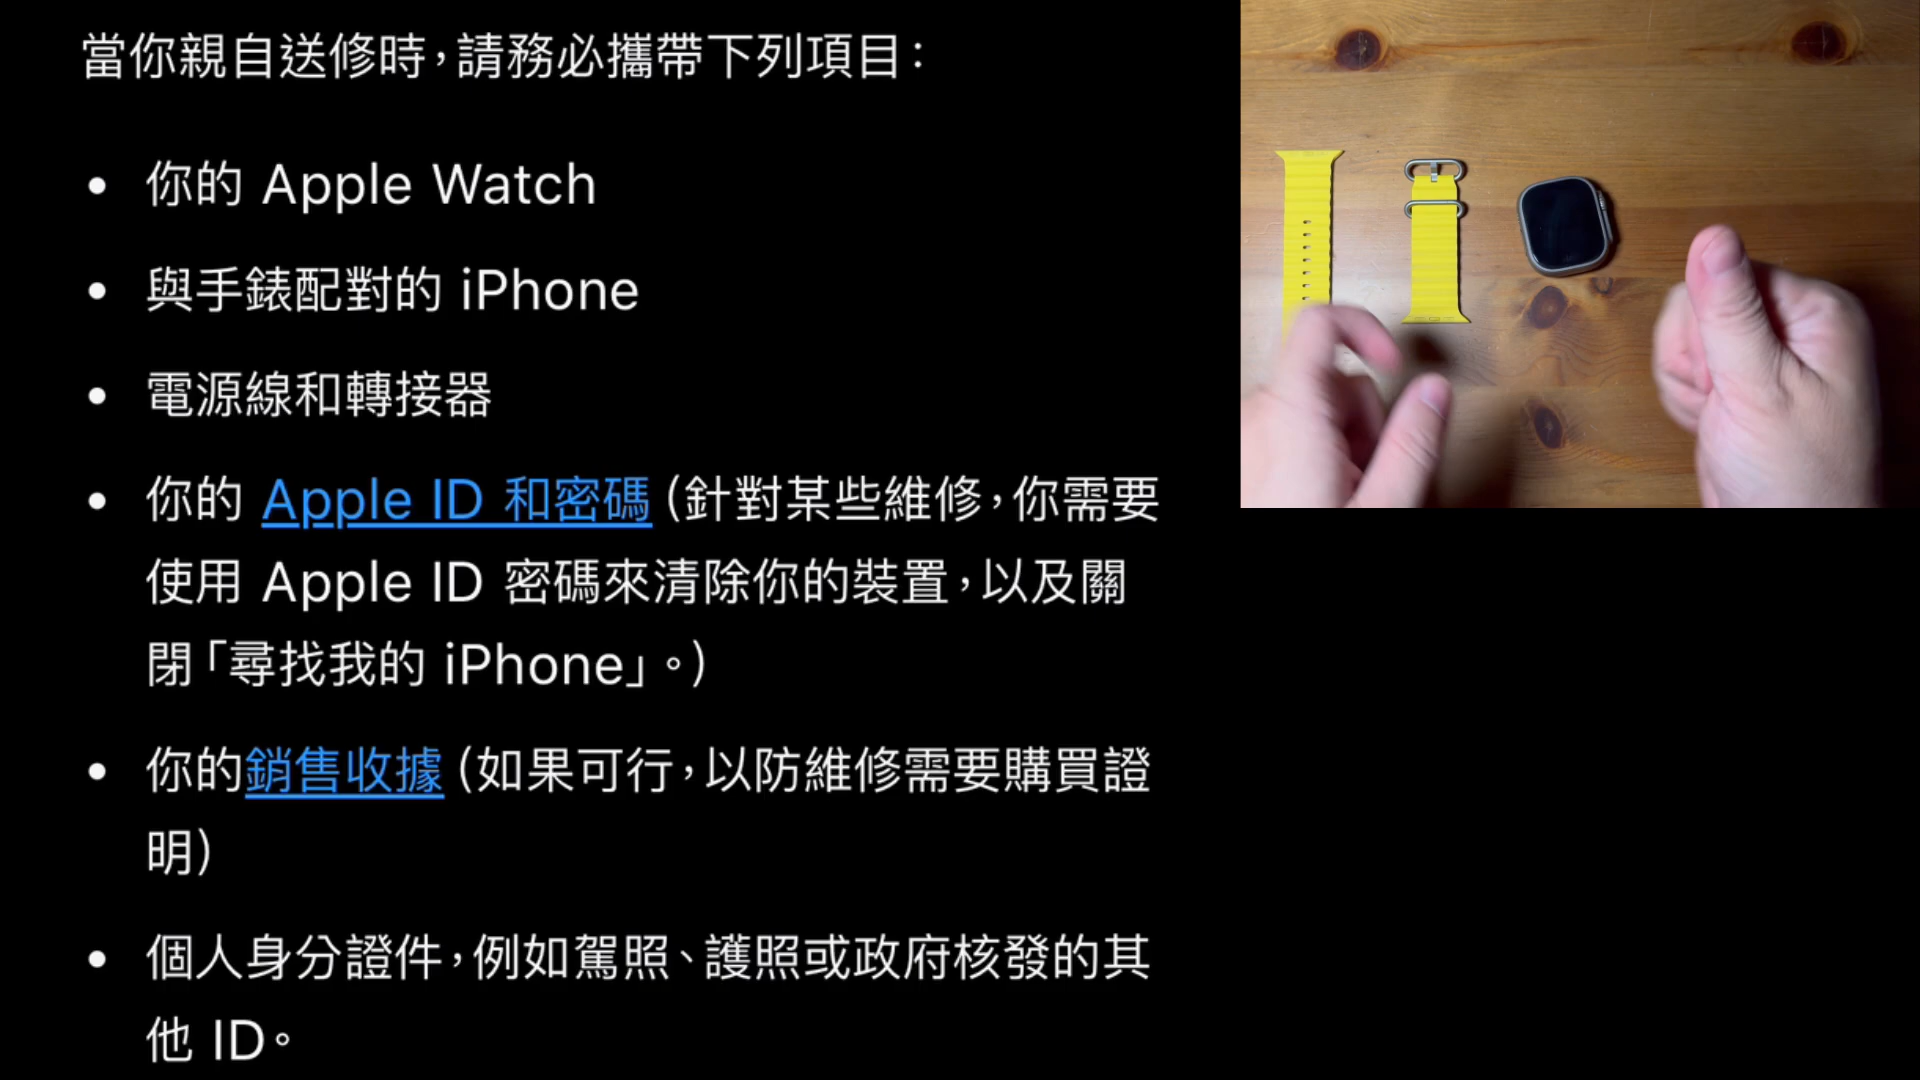 當你親自送修時，請務必攜帶下列項目：
• 你的 Apple Watch
• 與手錶配對的 iPhone
• 電源線和轉接器
• 你的 Apple ID 和密碼（針對某些維修，你需要
使用 Apple ID 密碼來清除你的裝置，以及關
閉「尋找我的 iPhone」。）
• 你的銷售收據（如果可行，以防維修需要購買證
明）
• 個人身分證件，例如駕照、護照或政府核發的其
他 ID。